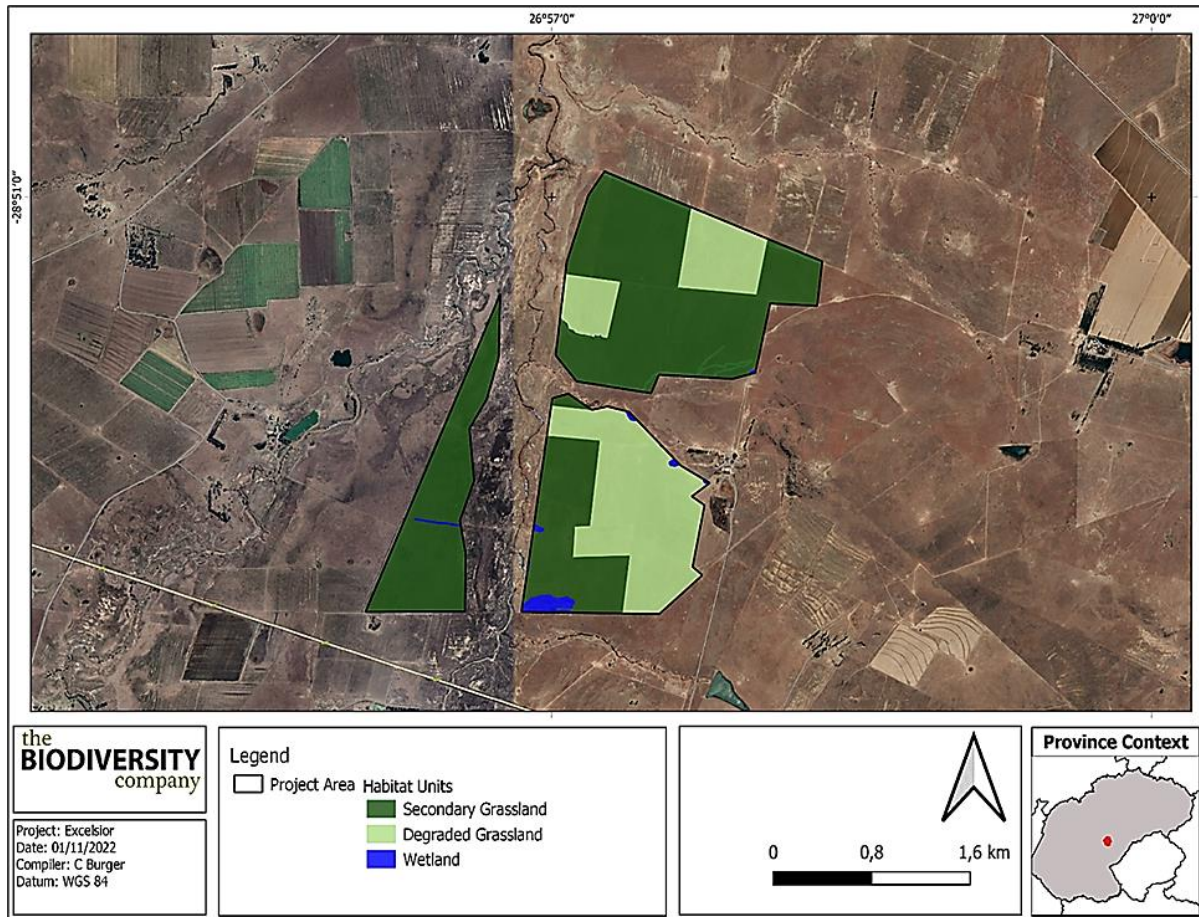 26°57'0"
27°0'0"
-28°51'0"
the
BIODIVERSITY
company
Project: Excelsior
Date: 01/11/2022
Compiler: C Burger
Datum: WGS 84
Legend
Project Area
Habitat Units
Secondary Grassland
Degraded Grassland
Wetland
0 0,8 1,6 km
Province Context